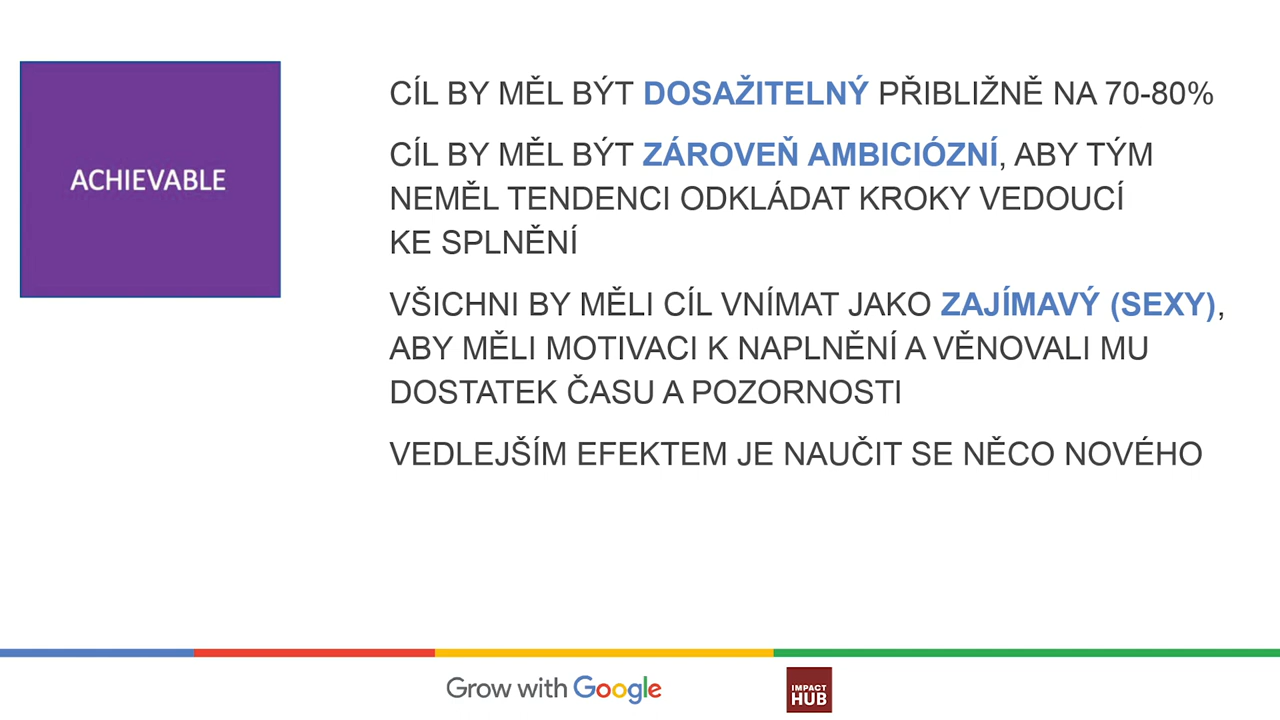 ACHIEVABLE
CÍL BY MĚL BÝT DOSAŽITELNÝ PŘIBLIŽNĚ NA 70-80%
CÍL BY MĚL BÝT ZÁROVEŇ AMBICIÓZNÍ, ABY TÝM
NEMĚL TENDENCI ODKLÁDAT KROKY VEDOUCÍ
KE SPLNĚNÍ
VŠICHNI BY MĚLI CÍL VNÍMAT JAKO ZAJÍMAVÝ (SEXY),
ABY MĚLI MOTIVACI K NAPLNĚNÍ A VĚNOVALI MU
DOSTATEK ČASU A POZORNOSTI
VEDLEJŠÍM EFEKTEM JE NAUČIT SE NĚCO NOVÉHO
Grow with Google
IMPACT
HUB